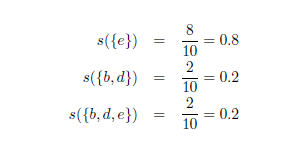 s({e}) = 8/10 = 0.8
s({b, d}) = 2/10 = 0.2
s({b, d, e}) = 2/10 = 0.2